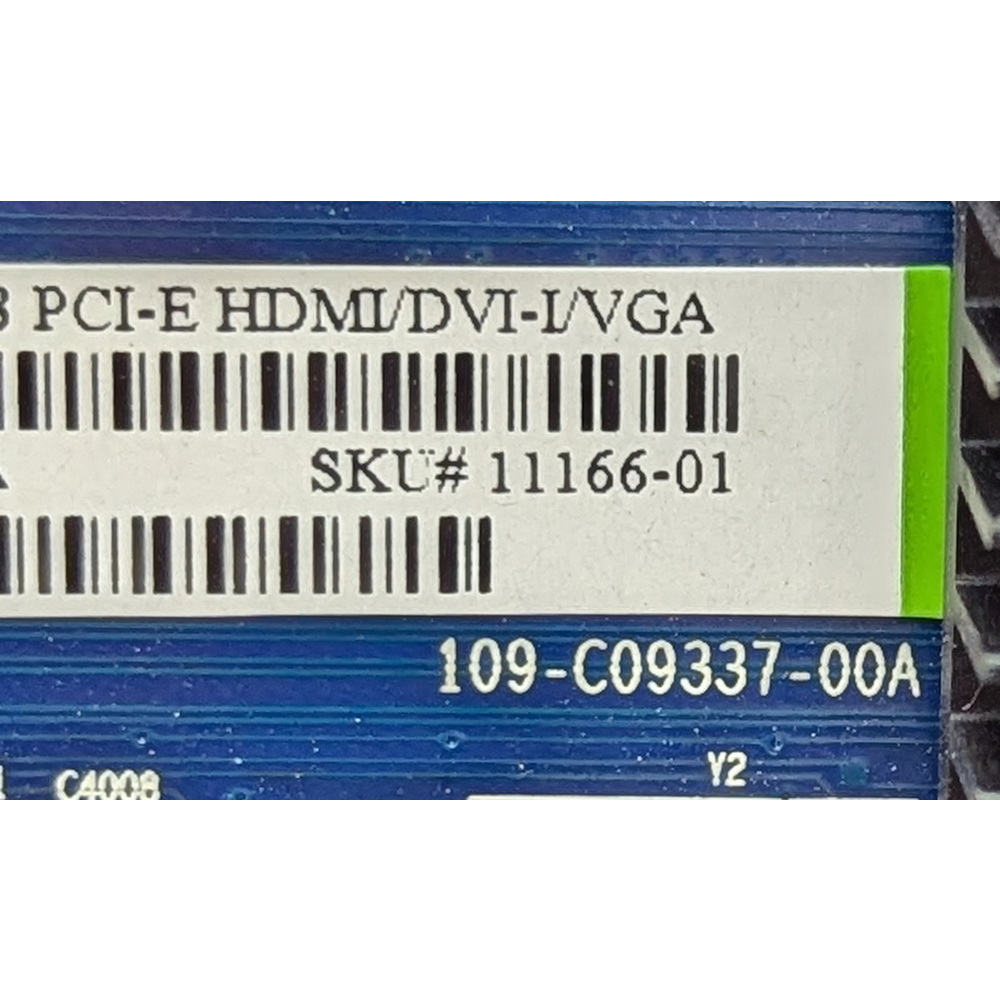 PCI-E HDMI/DVI-I/VGA
SKU# 11166-01
109-C09337-00A
Y2
C4008